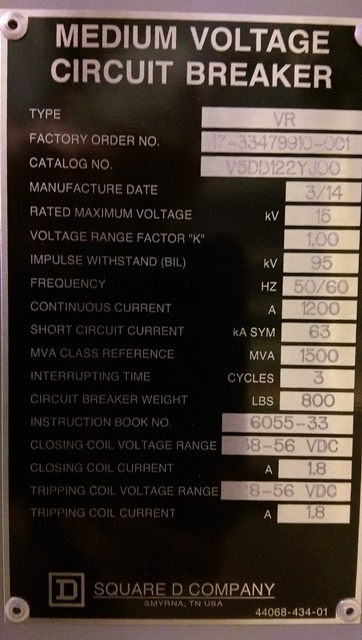 MEDIUM VOLTAGE
CIRCUIT BREAKER
TYPE VR
FACTORY ORDER NO. 17-33479910-001
CATALOG NO. V5DD122YJ00
MANUFACTURE DATE 3/14
RATED MAXIMUM VOLTAGE kV 15
VOLTAGE RANGE FACTOR "K" 1.00
IMPULSE WITHSTAND (BIL) kV 95
FREQUENCY HZ 50/60
CONTINUOUS CURRENT A 1200
SHORT CIRCUIT CURRENT kA SYM 63
MVA CLASS REFERENCE MVA 1500
INTERRUPTING TIME CYCLES 3
CIRCUIT BREAKER WEIGHT LBS 800
INSTRUCTION BOOK NO. 6055-33
CLOSING COIL VOLTAGE RANGE VDC
CLOSING COIL CURRENT A 1.8
TRIPPING COIL VOLTAGE RANGE VDC
TRIPPING COIL CURRENT A 1.8
D SQUARE D COMPANY
SMYRNA, TN USA
44068-434-01